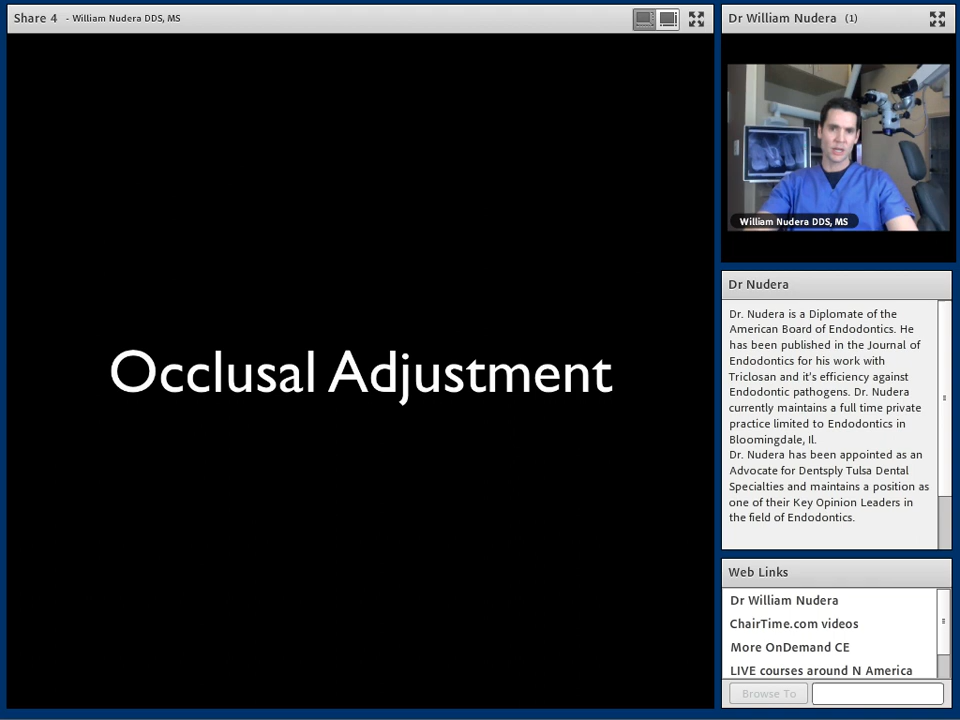 Share 4 - William Nudera DDS, MS
Occlusal Adjustment
Dr William Nudera (1)
William Nudera DDS, MS
Dr Nudera
Dr. Nudera is a Diplomate of the
American Board of Endodontics. He
has been published in the Journal of
Endodontics for his work with
Triclosan and it's efficiency against
Endodontic pathogens. Dr. Nudera
currently maintains a full time private
practice limited to Endodontics in
Bloomingdale, Il.
Dr. Nudera has been appointed as an
Advocate for Dentsply Tulsa Dental
Specialties and maintains a position as
one of their Key Opinion Leaders in
the field of Endodontics.
Web Links
Dr William Nudera
ChairTime.com videos
More OnDemand CE
LIVE courses around N America
Browse To